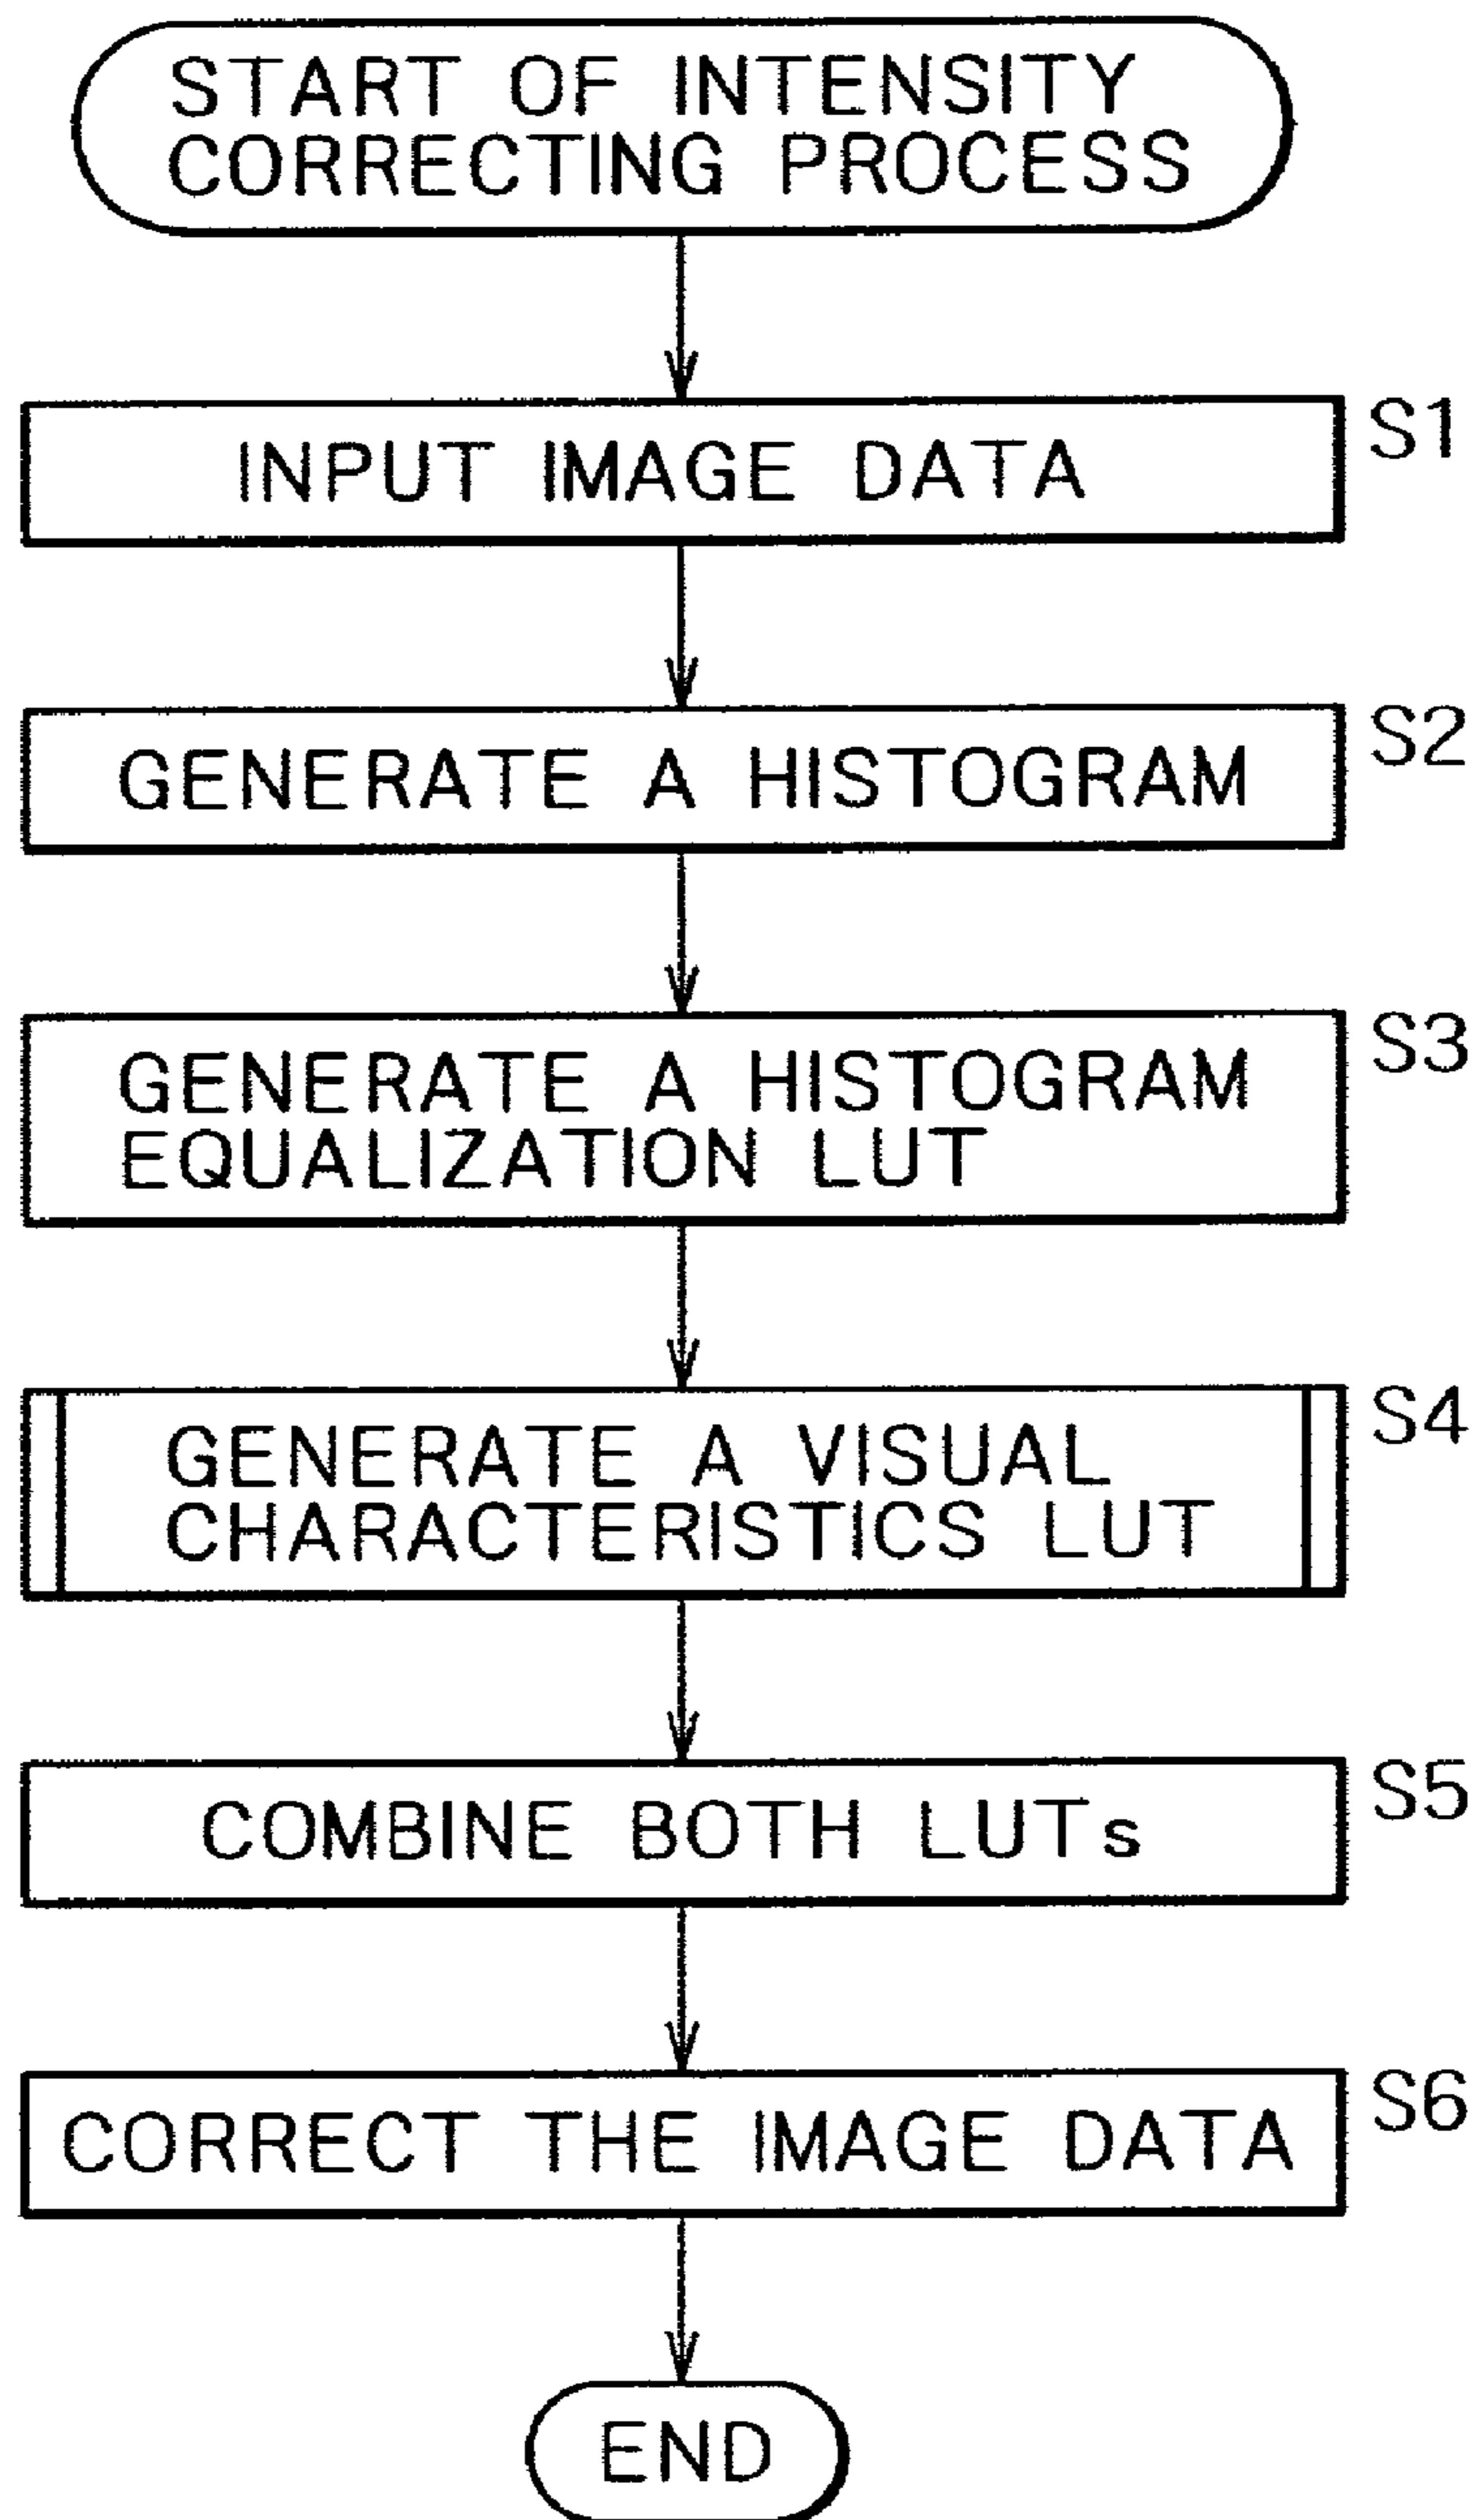 START OF INTENSITY
CORRECTING PROCESS
S1
INPUT IMAGE DATA
S2
GENERATE A HISTOGRAM
S3
GENERATE A HISTOGRAM
EQUALIZATION LUT
S4
GENERATE A VISUAL
CHARACTERISTICS LUT
S5
COMBINE BOTH LUTs
S6
CORRECT THE IMAGE DATA
END